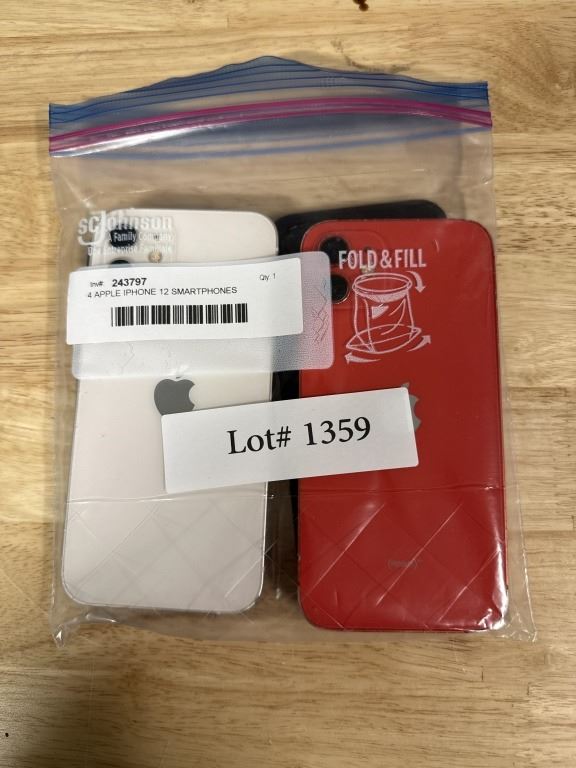 scJohnson
A Family Company
Inv#: 243797
Qty: 1
4 APPLE IPHONE 12 SMARTPHONES
FOLD & FILL
Lot# 1359